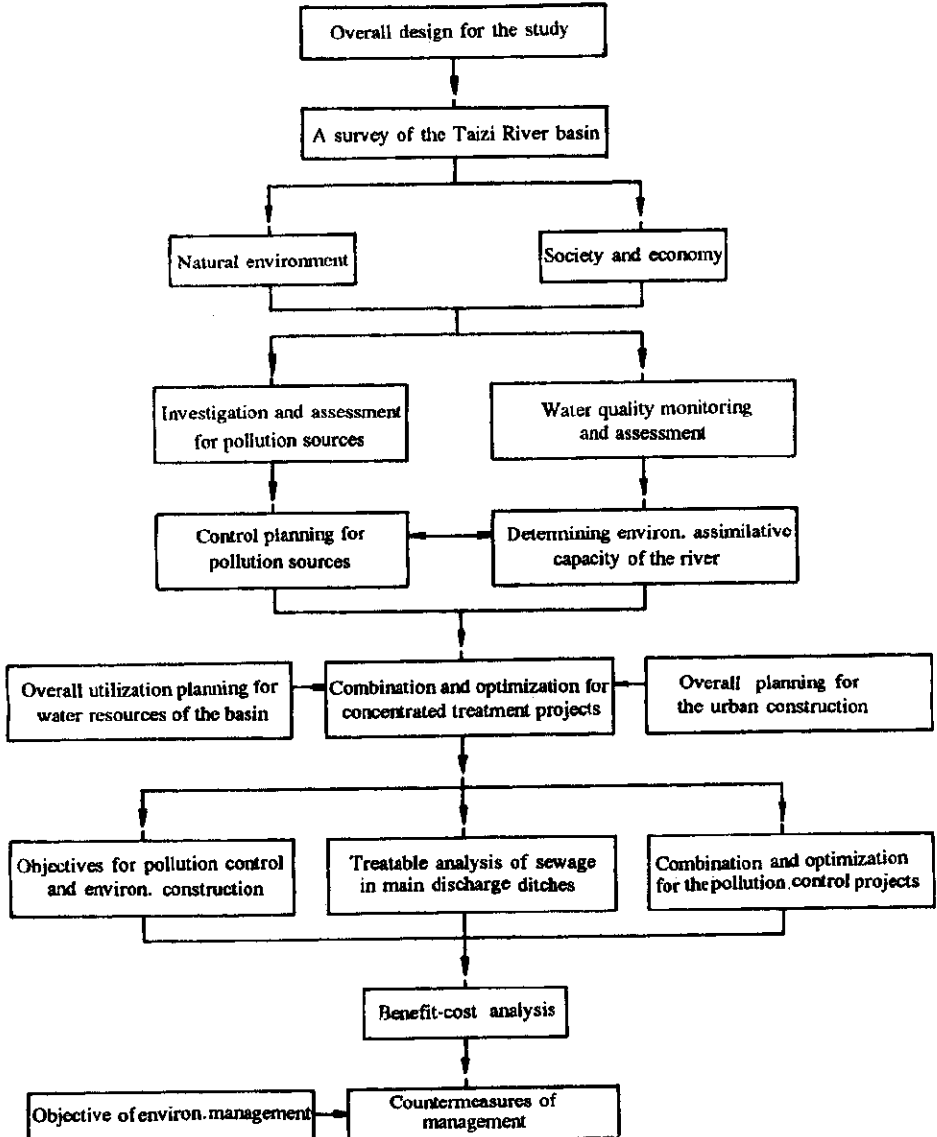 Overall design for the study
A survey of the Taizi River basin
Natural environment
Society and economy
Investigation and assessment
for pollution sources
Water quality monitoring
and assessment
Control planning for
pollution sources
Determining environ. assimilative
capacity of the river
Overall utilization planning for
water resources of the basin
Combination and optimization for
concentrated treatment projects
Overall planning for
the urban construction
Objectives for pollution control
and environ. construction
Treatable analysis of sewage
in main discharge ditches
Combination and optimization
for the pollution control projects
Benefit-cost analysis
Objective of environ. management
Countermeasures of
management